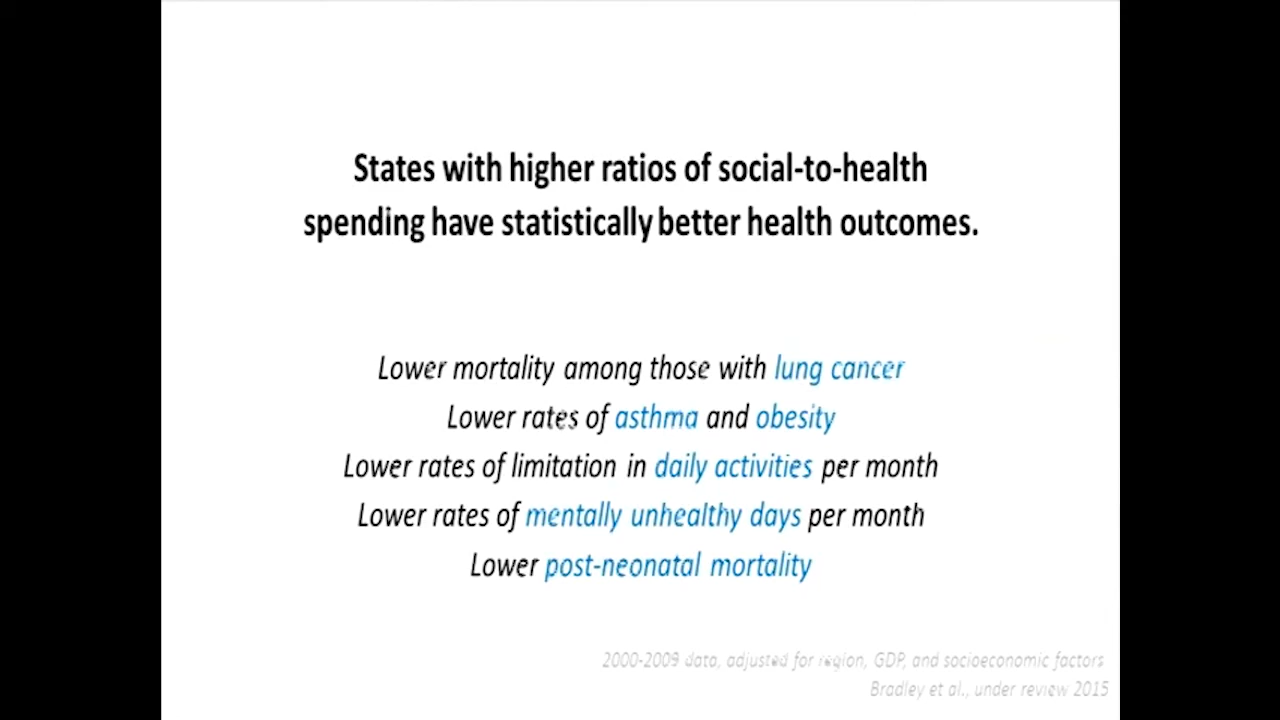 States with higher ratios of social-to-health
spending have statistically better health outcomes.
Lower mortality among those with lung cancer
Lower rates of asthma and obesity
Lower rates of limitation in daily activities per month
Lower rates of mentally unhealthy days per month
Lower post-neonatal mortality
2000-2009 data, adjusted for region, GDP, and socioeconomic factors
Bradley et al., under review 2015